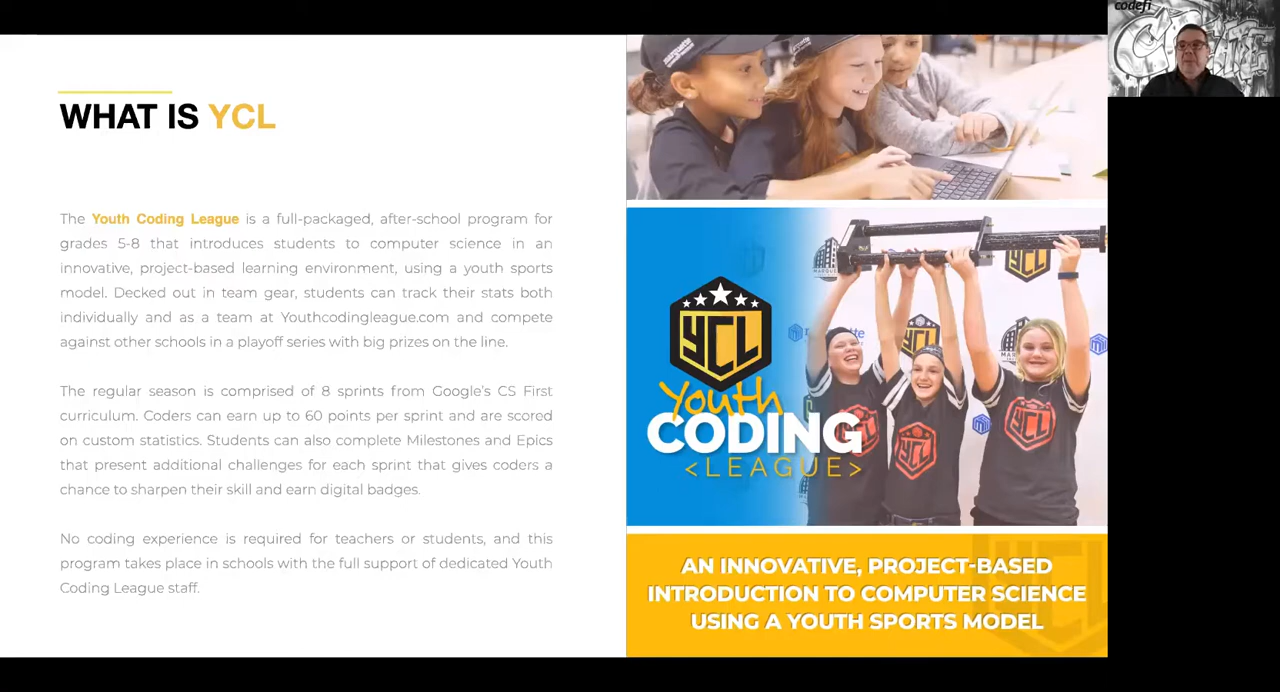 codefi
WHAT IS YCL
The Youth Coding League is a full-packaged, after-school program for
grades 5-8 that introduces students to computer science in an
innovative, project-based learning environment, using a youth sports
model. Decked out in team gear, students can track their stats both
individually and as a team at Youthcodingleague.com and compete
against other schools in a playoff series with big prizes on the line.
The regular season is comprised of 8 sprints from Google's CS First
curriculum. Coders can earn up to 60 points per sprint and are scored
on custom statistics. Students can also complete Milestones and Epics
that present additional challenges for each sprint that gives coders a
chance to sharpen their skill and earn digital badges.
No coding experience is required for teachers or students, and this
program takes place in schools with the full support of dedicated Youth
Coding League staff.
YCL
Youth
CODING
<LEAGUE>
YCL
YCL
YCL
YCL
AN INNOVATIVE, PROJECT-BASED
INTRODUCTION TO COMPUTER SCIENCE
USING A YOUTH SPORTS MODEL